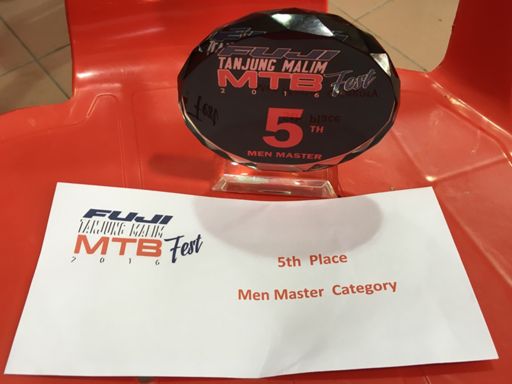 FUJI
TANJUNG MALIM
MTB Fest
2016
5TH
Place
MEN MASTER
FUJI
TANJUNG MALIM
MTB Fest
2016
5th Place
Men Master Category